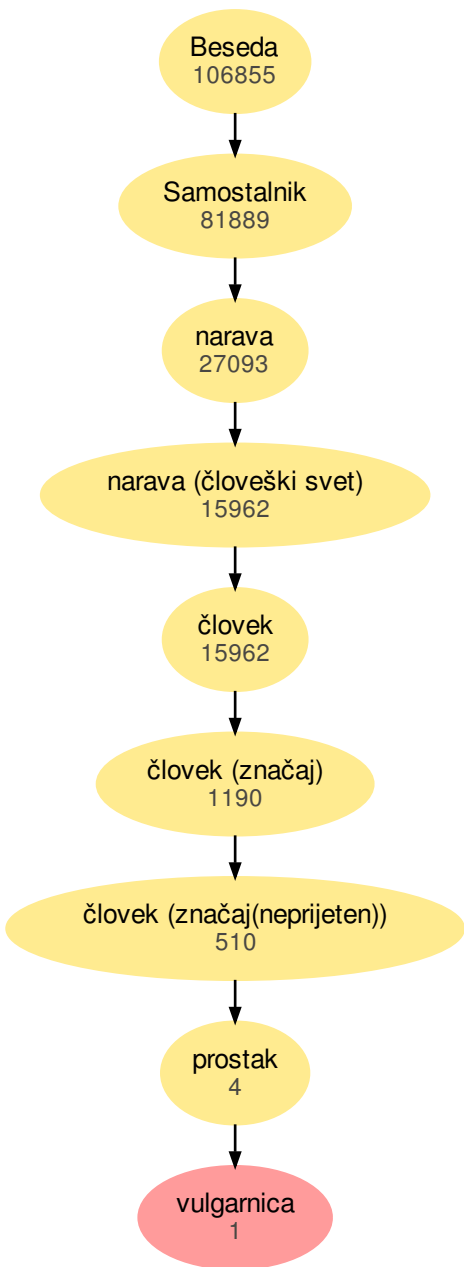 Beseda
106855
Samostalnik
81889
narava
27093
narava (človeški svet)
15962
človek
15962
človek (značaj)
1190
človek (značaj(neprijeten))
510
prostak
4
vulgarnica
1